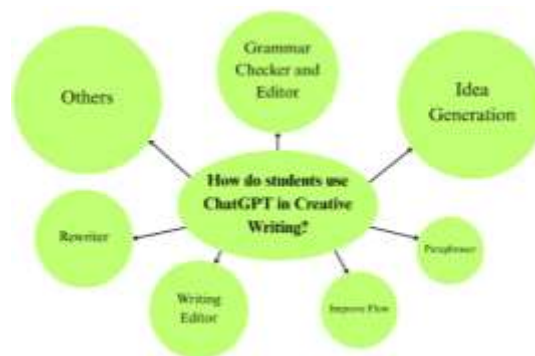 Grammar
Checker and
Editor
Others
Idea
Generation
How do students use
ChatGPT in Creative
Writing?
Rewriter
Paraphraser
Writing
Editor
Improve Flow